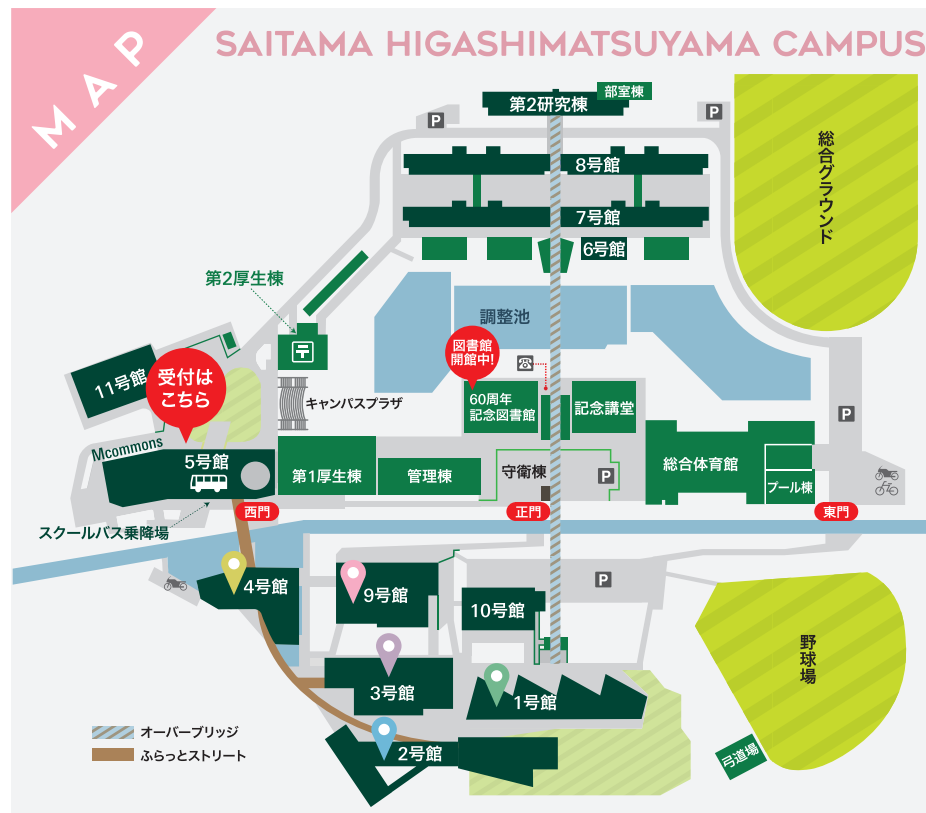 MAP
SAITAMA HIGASHIMATSUYAMA CAMPUS
部室棟
第2研究棟
P
P
8号館
7号館
6号館
総合グラウンド
第2厚生棟
調整池
図書館
開館中!
11号館
受付は
こちら
キャンパスプラザ
60周年
記念図書館
記念講堂
P
Mcommons
5号館
第1厚生棟
管理棟
守衛棟
P
総合体育館
プール棟
スクールバス乗降場
西門
正門
東門
4号館
9号館
10号館
P
3号館
1号館
2号館
野球場
弓道場
オーバーブリッジ
ふらっとストリート